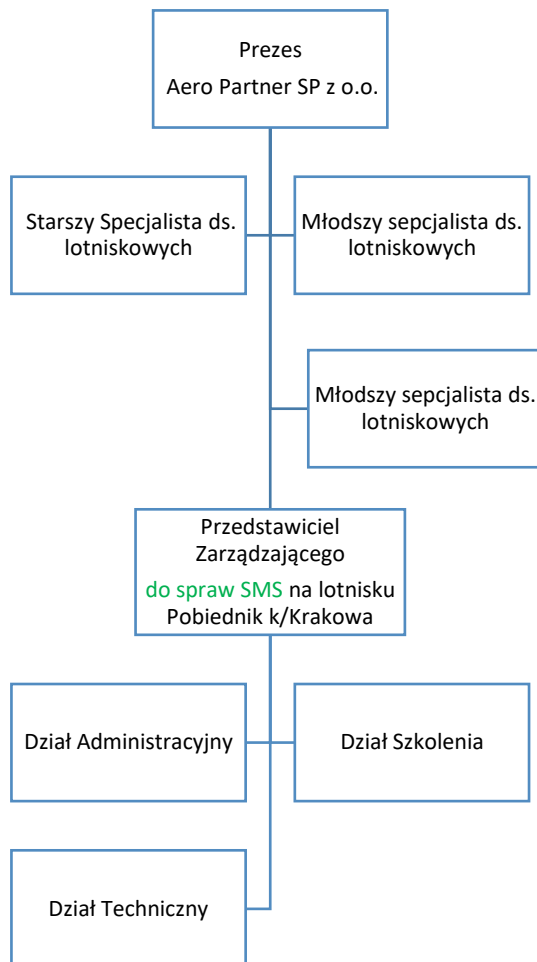 Prezes
Aero Partner SP z o.o.
Starszy Specjalista ds.
lotniskowych
Młodszy sepcjalista ds.
lotniskowych
Młodszy sepcjalista ds.
lotniskowych
Przedstawiciel
Zarządzającego
do spraw SMS na lotnisku
Pobiednik k/Krakowa
Dział Administracyjny
Dział Szkolenia
Dział Techniczny